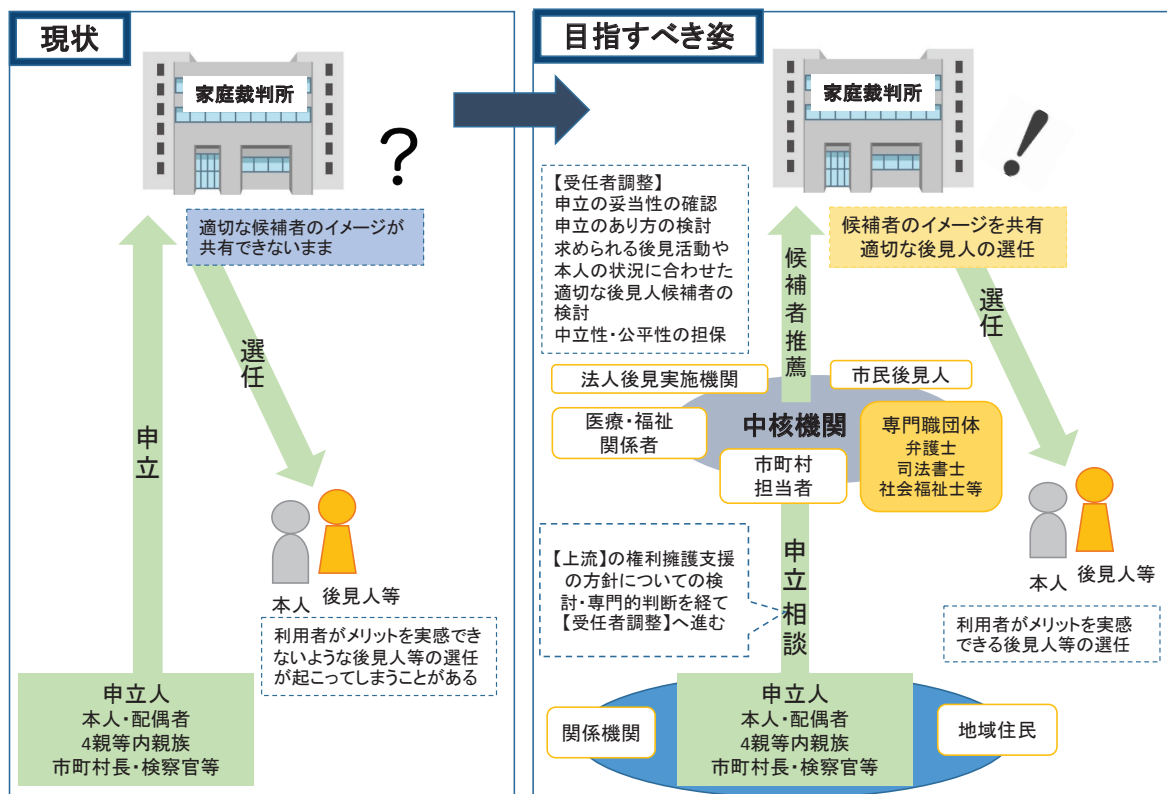 現状
家庭裁判所
?
適切な候補者のイメージが
共有できないまま
選任
申立
本人
後見人等
利用者がメリットを実感でき
ないような後見人等の選任
が起こってしまうことがある
申立人
本人・配偶者
4親等内親族
市町村長・検察官等
目指すべき姿
家庭裁判所
!
【受任者調整】
申立の妥当性の確認
申立のあり方の検討
求められる後見活動や
本人の状況に合わせた
適切な後見人候補者の
検討
中立性・公平性の担保
候補者推薦
候補者のイメージを共有
適切な後見人の選任
選任
法人後見実施機関
市民後見人
医療・福祉
関係者
中核機関
専門職団体
弁護士
司法書士
社会福祉士等
市町村
担当者
【上流】の権利擁護支援
の方針についての検
討・専門的判断を経て
【受任者調整】へ進む
申立相談
本人
後見人等
利用者がメリットを実感
できる後見人等の選任
関係機関
申立人
本人・配偶者
4親等内親族
市町村長・検察官等
地域住民